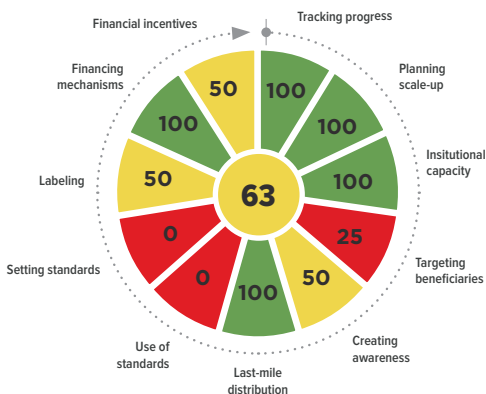 Tracking progress
100
Planning
scale-up
100
Insitutional
capacity
100
Targeting
beneficiaries
25
Creating
awareness
50
Last-mile
distribution
100
Use of
standards
0
Setting standards
0
Labeling
50
Financing
mechanisms
100
Financial incentives
50
63